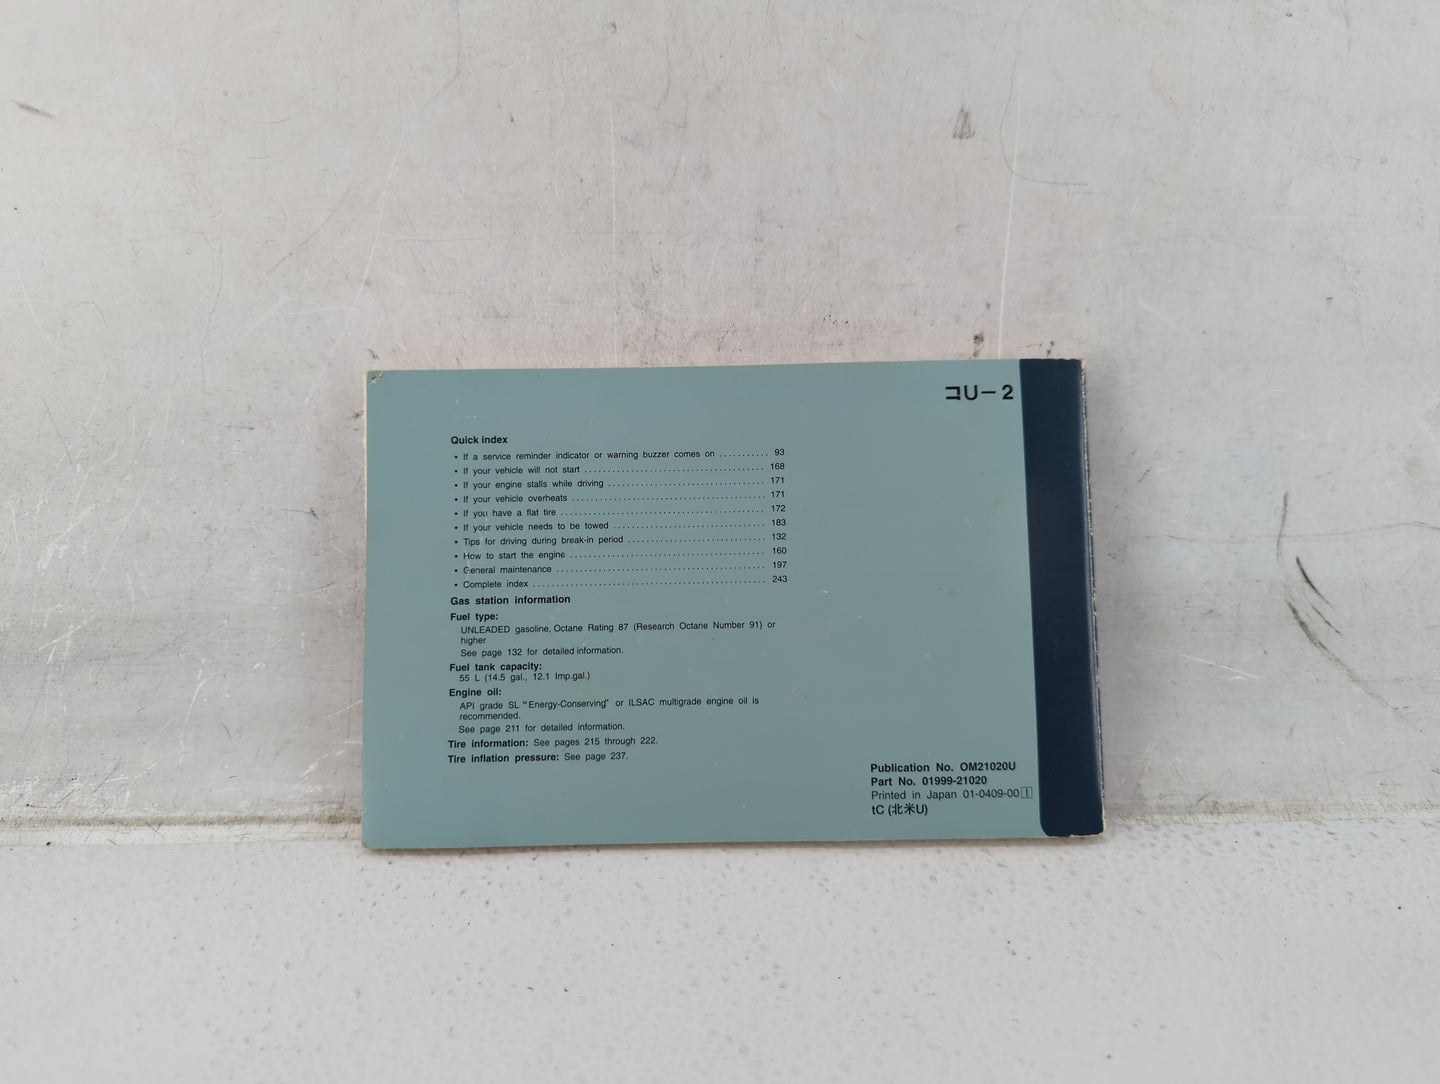 コU－2
Quick index
• If a service reminder indicator or warning buzzer comes on ........... 93
• If your vehicle will not start ....................................... 168
• If your engine stalls while driving .................................. 171
• If your vehicle overheats .......................................... 171
• If you have a flat tire ............................................ 172
• If your vehicle needs to be towed ................................. 183
• Tips for driving during break-in period .............................. 132
• How to start the engine .......................................... 160
• General maintenance ............................................. 197
• Complete index .................................................. 243
Gas station information
Fuel type:
UNLEADED gasoline, Octane Rating 87 (Research Octane Number 91) or
higher
See page 132 for detailed information.
Fuel tank capacity:
55 L (14.5 gal., 12.1 Imp.gal.)
Engine oil:
API grade SL "Energy-Conserving" or ILSAC multigrade engine oil is
recommended.
See page 211 for detailed information.
Tire information: See pages 215 through 222.
Tire inflation pressure: See page 237.
Publication No. OM21020U
Part No. 01999-21020
Printed in Japan 01-0409-00 I
tC (北米U)